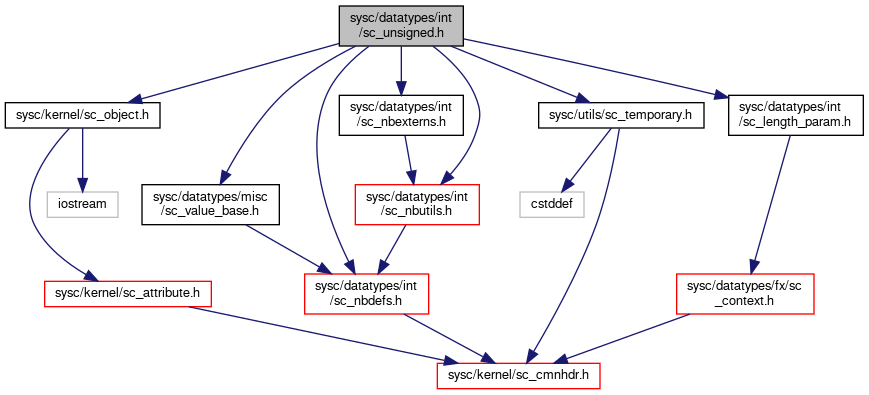 sysc/datatypes/int
/sc_unsigned.h
sysc/kernel/sc_object.h
sysc/datatypes/int
/sc_nbexterns.h
sysc/utils/sc_temporary.h
sysc/datatypes/int
/sc_length_param.h
iostream
sysc/datatypes/misc
/sc_value_base.h
sysc/datatypes/int
/sc_nbutils.h
cstddef
sysc/kernel/sc_attribute.h
sysc/datatypes/int
/sc_nbdefs.h
sysc/datatypes/fx/sc
_context.h
sysc/kernel/sc_cmnhdr.h